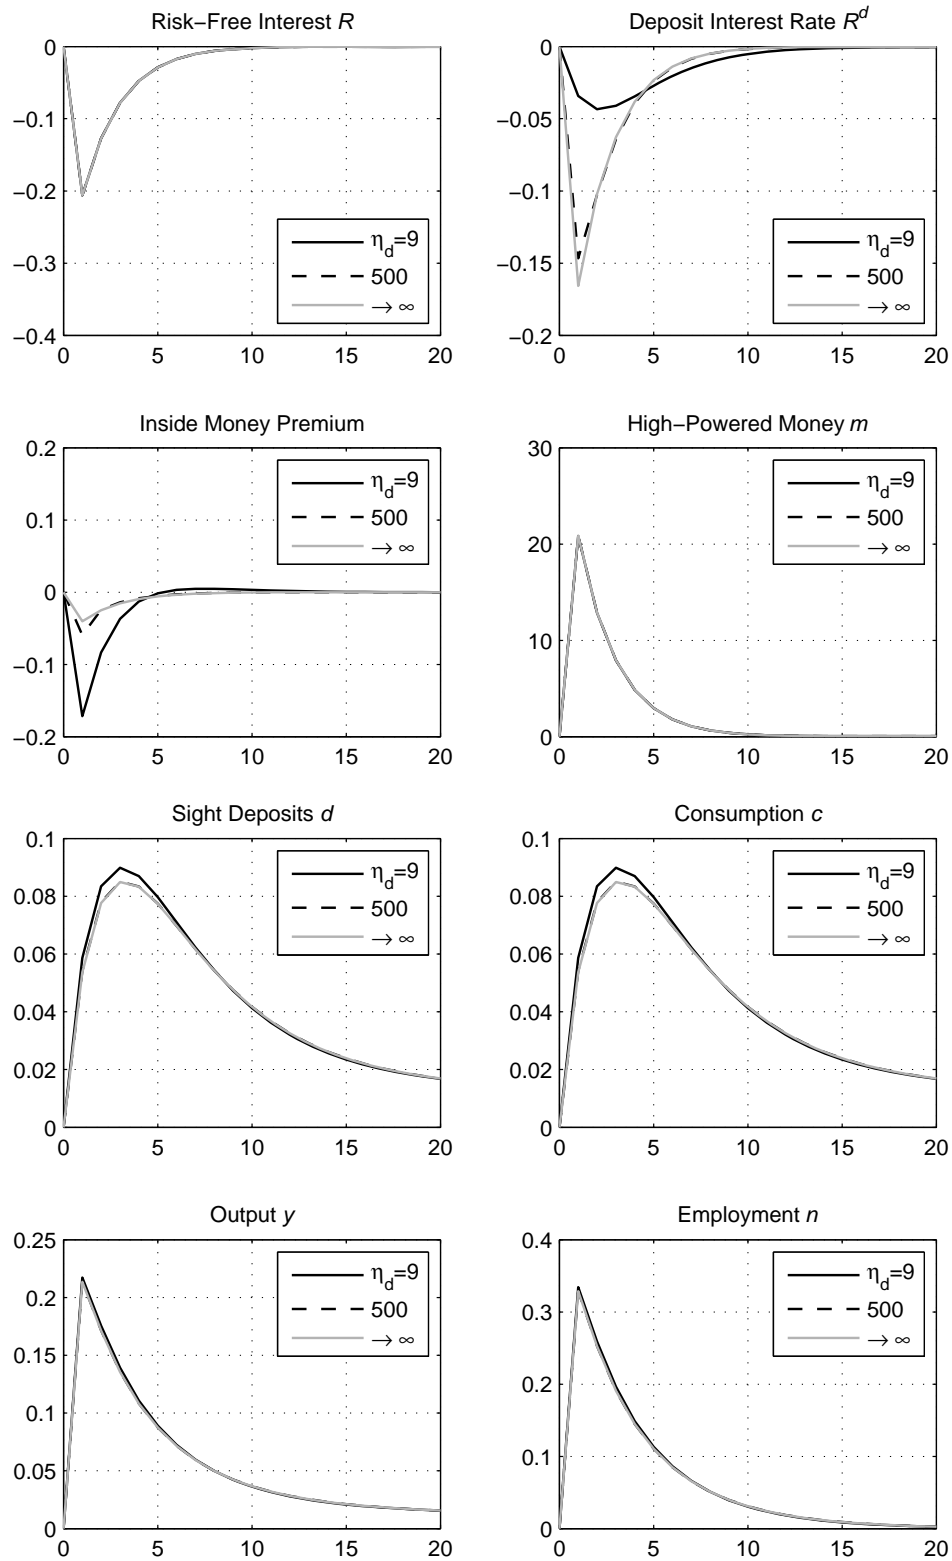 Risk−Free Interest R
0
−0.1
−0.2
−0.3
−0.4
0 5 10 15 20
η_d=9
500
→ ∞
Deposit Interest Rate R^d
0
−0.05
−0.1
−0.15
−0.2
0 5 10 15 20
η_d=9
500
→ ∞
Inside Money Premium
0.2
0.1
0
−0.1
−0.2
0 5 10 15 20
η_d=9
500
→ ∞
High−Powered Money m
30
20
10
0
0 5 10 15 20
η_d=9
500
→ ∞
Sight Deposits d
0.1
0.08
0.06
0.04
0.02
0
0 5 10 15 20
η_d=9
500
→ ∞
Consumption c
0.1
0.08
0.06
0.04
0.02
0
0 5 10 15 20
η_d=9
500
→ ∞
Output y
0.25
0.2
0.15
0.1
0.05
0
0 5 10 15 20
η_d=9
500
→ ∞
Employment n
0.4
0.3
0.2
0.1
0
0 5 10 15 20
η_d=9
500
→ ∞